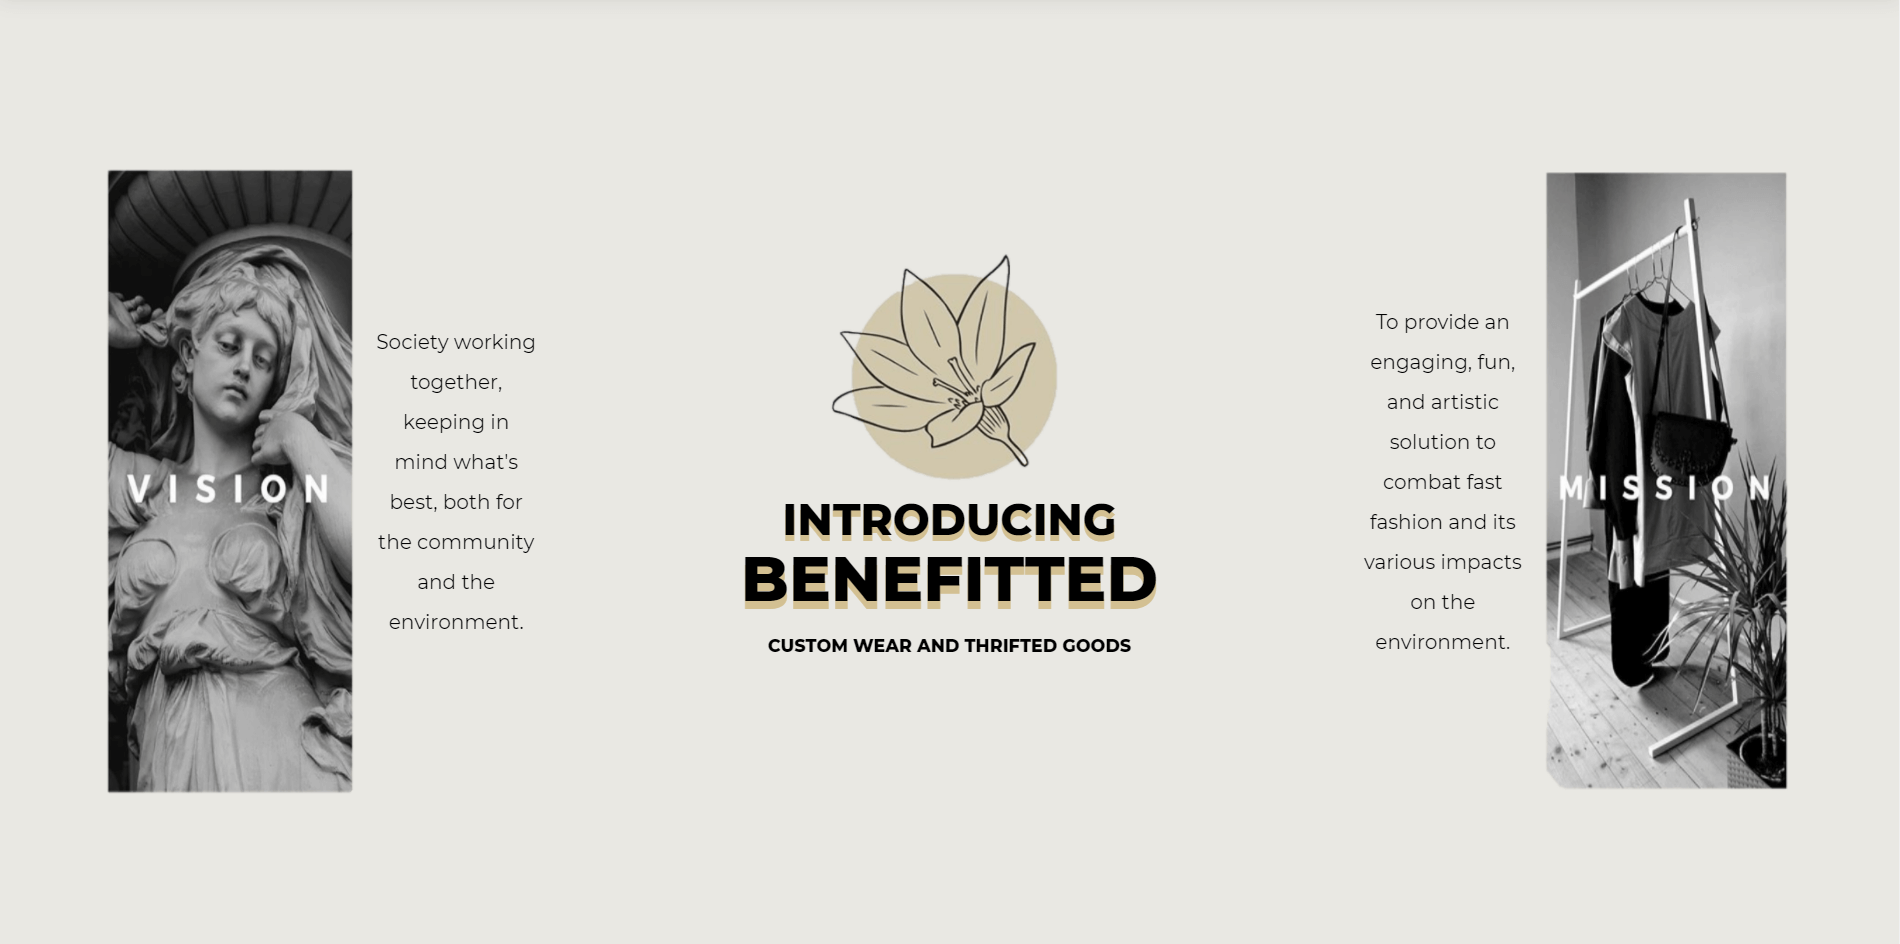 VISION
Society working
together,
keeping in
mind what's
best, both for
the community
and the
environment.
INTRODUCING
BENEFITTED
CUSTOM WEAR AND THRIFTED GOODS
To provide an
engaging, fun,
and artistic
solution to
combat fast
fashion and its
various impacts
on the
environment.
MISSION